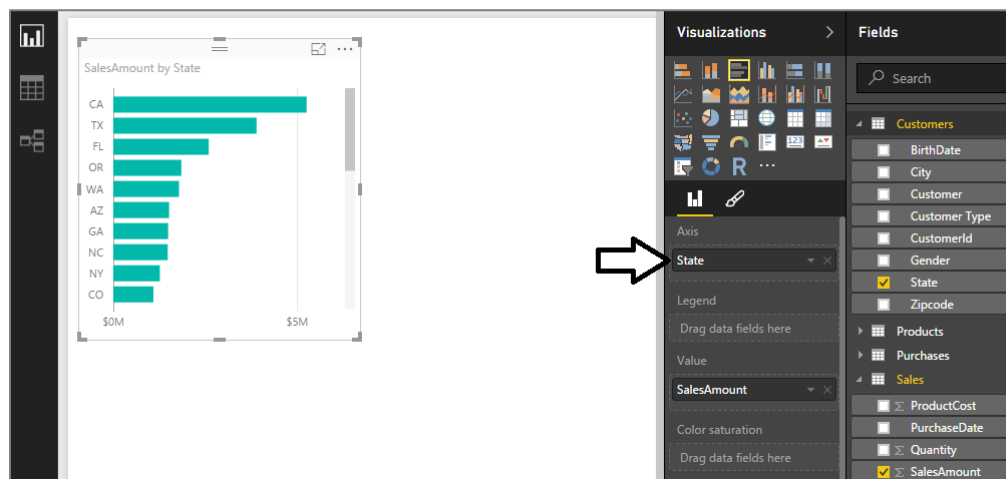 SalesAmount by State
CA
TX
FL
OR
WA
AZ
GA
NC
NY
CO
$0M
$5M
Visualizations
123
R
Axis
State
Legend
Drag data fields here
Value
SalesAmount
Color saturation
Drag data fields here
Fields
Search
Customers
BirthDate
City
Customer
Customer Type
CustomerId
Gender
State
Zipcode
Products
Purchases
Sales
Σ ProductCost
PurchaseDate
Σ Quantity
Σ SalesAmount